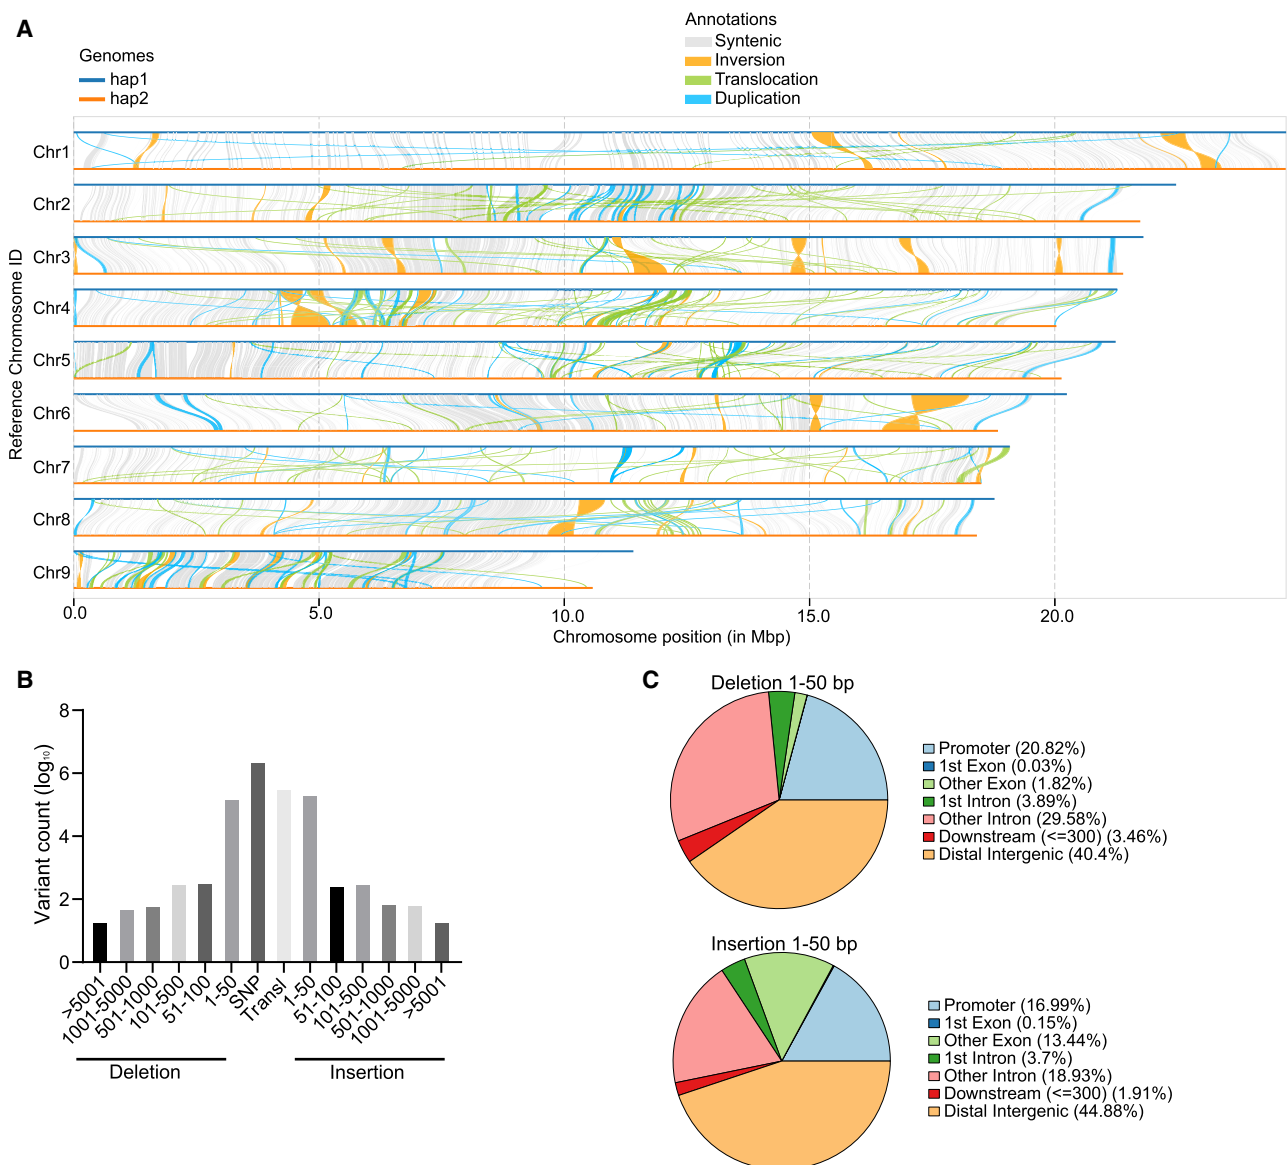 A
Genomes
hap1
hap2
Annotations
Syntenic
Inversion
Translocation
Duplication
Reference Chromosome ID
Chr1
Chr2
Chr3
Chr4
Chr5
Chr6
Chr7
Chr8
Chr9
0.0 5.0 10.0 15.0 20.0
Chromosome position (in Mbp)
B
Variant count (log₁₀)
8
6
4
2
0
>5001 1001-5000 501-1000 101-500 51-100 1-50 SNP Transl 1-50 51-100 101-500 501-1000 1001-5000 >5001
Deletion Insertion
C
Deletion 1-50 bp
Promoter (20.82%)
1st Exon (0.03%)
Other Exon (1.82%)
1st Intron (3.89%)
Other Intron (29.58%)
Downstream (<=300) (3.46%)
Distal Intergenic (40.4%)
Insertion 1-50 bp
Promoter (16.99%)
1st Exon (0.15%)
Other Exon (13.44%)
1st Intron (3.7%)
Other Intron (18.93%)
Downstream (<=300) (1.91%)
Distal Intergenic (44.88%)